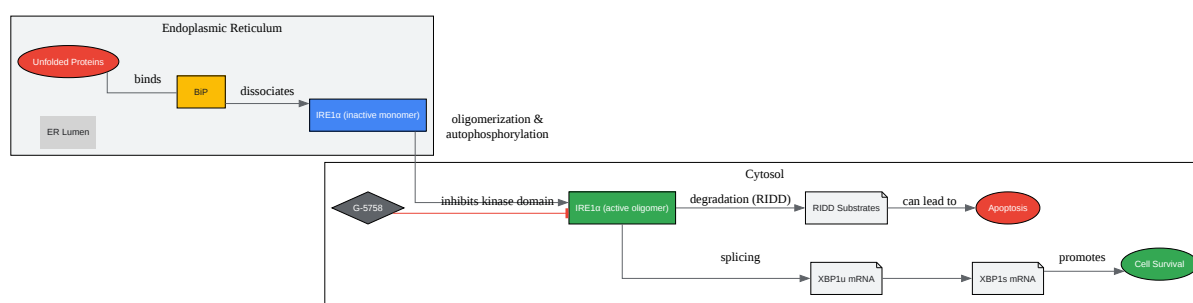 Endoplasmic Reticulum
Unfolded Proteins
binds
BiP
dissociates
IRE1α (inactive monomer)
ER Lumen
oligomerization &
autophosphorylation
Cytosol
G-5758
inhibits kinase domain
IRE1α (active oligomer)
degradation (RIDD)
RIDD Substrates
can lead to
Apoptosis
splicing
XBP1u mRNA
XBP1s mRNA
promotes
Cell Survival